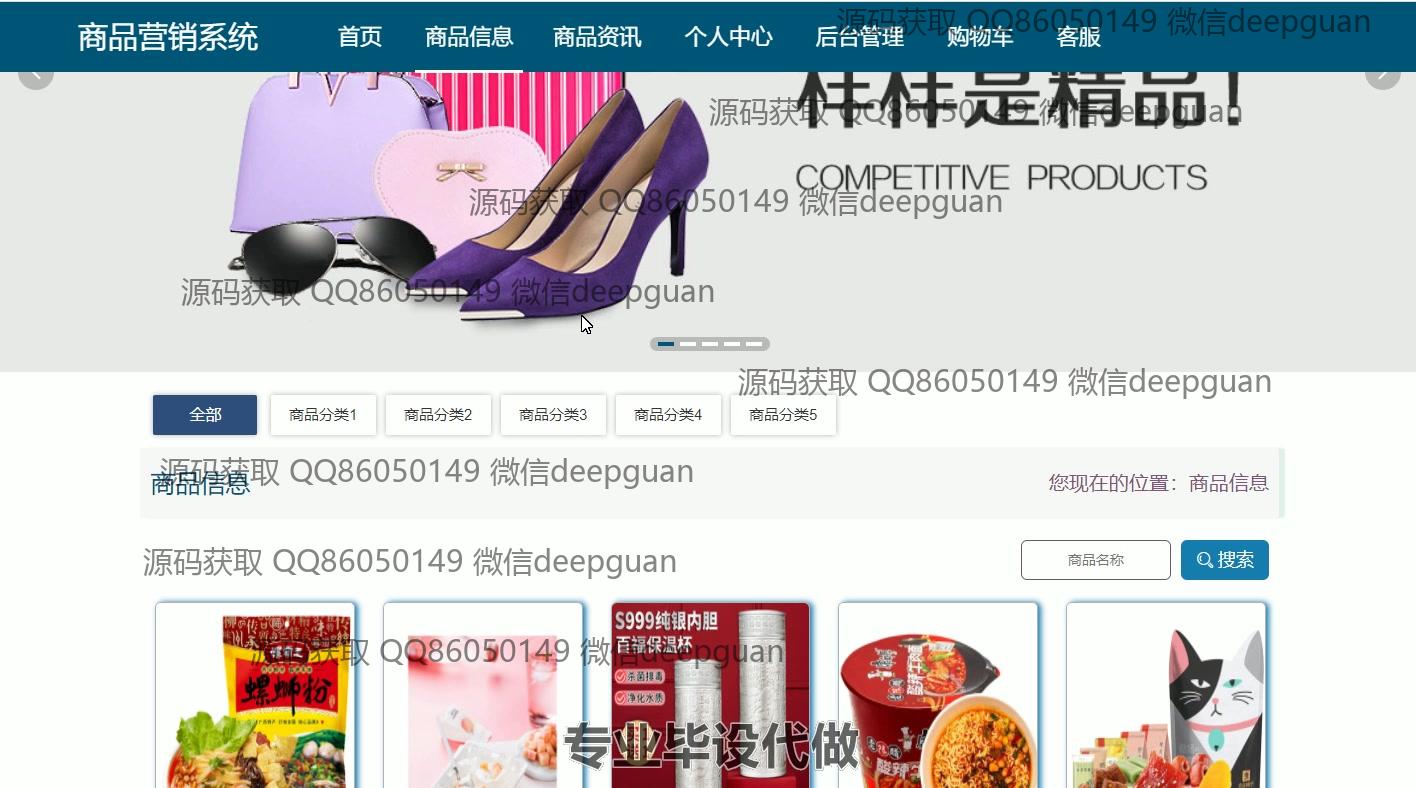 商品营销系统 首页 商品信息 商品资讯 个人中心 后台管理 购物车 客服
源码获取 QQ86050149 微信deepguan
样样是精品!
源码获取 QQ86050149 微信deepguan
COMPETITIVE PRODUCTS
源码获取 QQ86050149 微信deepguan
源码获取 QQ86050149 微信deepguan
源码获取 QQ86050149 微信deepguan
全部 商品分类1 商品分类2 商品分类3 商品分类4 商品分类5
源码获取 QQ86050149 微信deepguan
商品信息 您现在的位置：商品信息
源码获取 QQ86050149 微信deepguan
商品名称 搜索
S999纯银内胆
百福保温杯
源码获取 QQ86050149 微信deepguan
杀菌排毒
净化水质
螺蛳粉
酸辣牛肉面
专业毕设代做